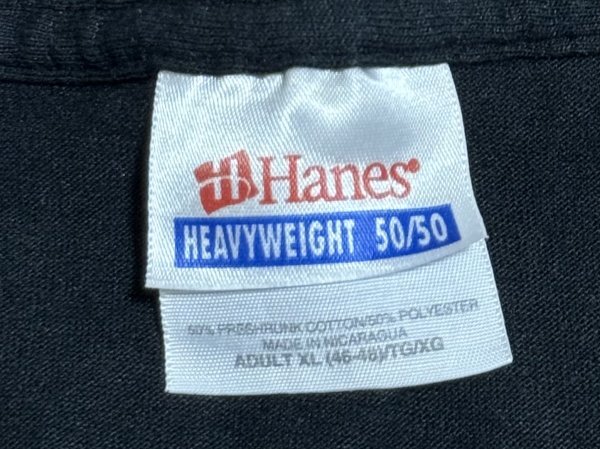 Hanes
HEAVYWEIGHT 50/50
50% PRESHRUNK COTTON/50% POLYESTER
MADE IN NICARAGUA
ADULT XL (46-48)/TG/XG